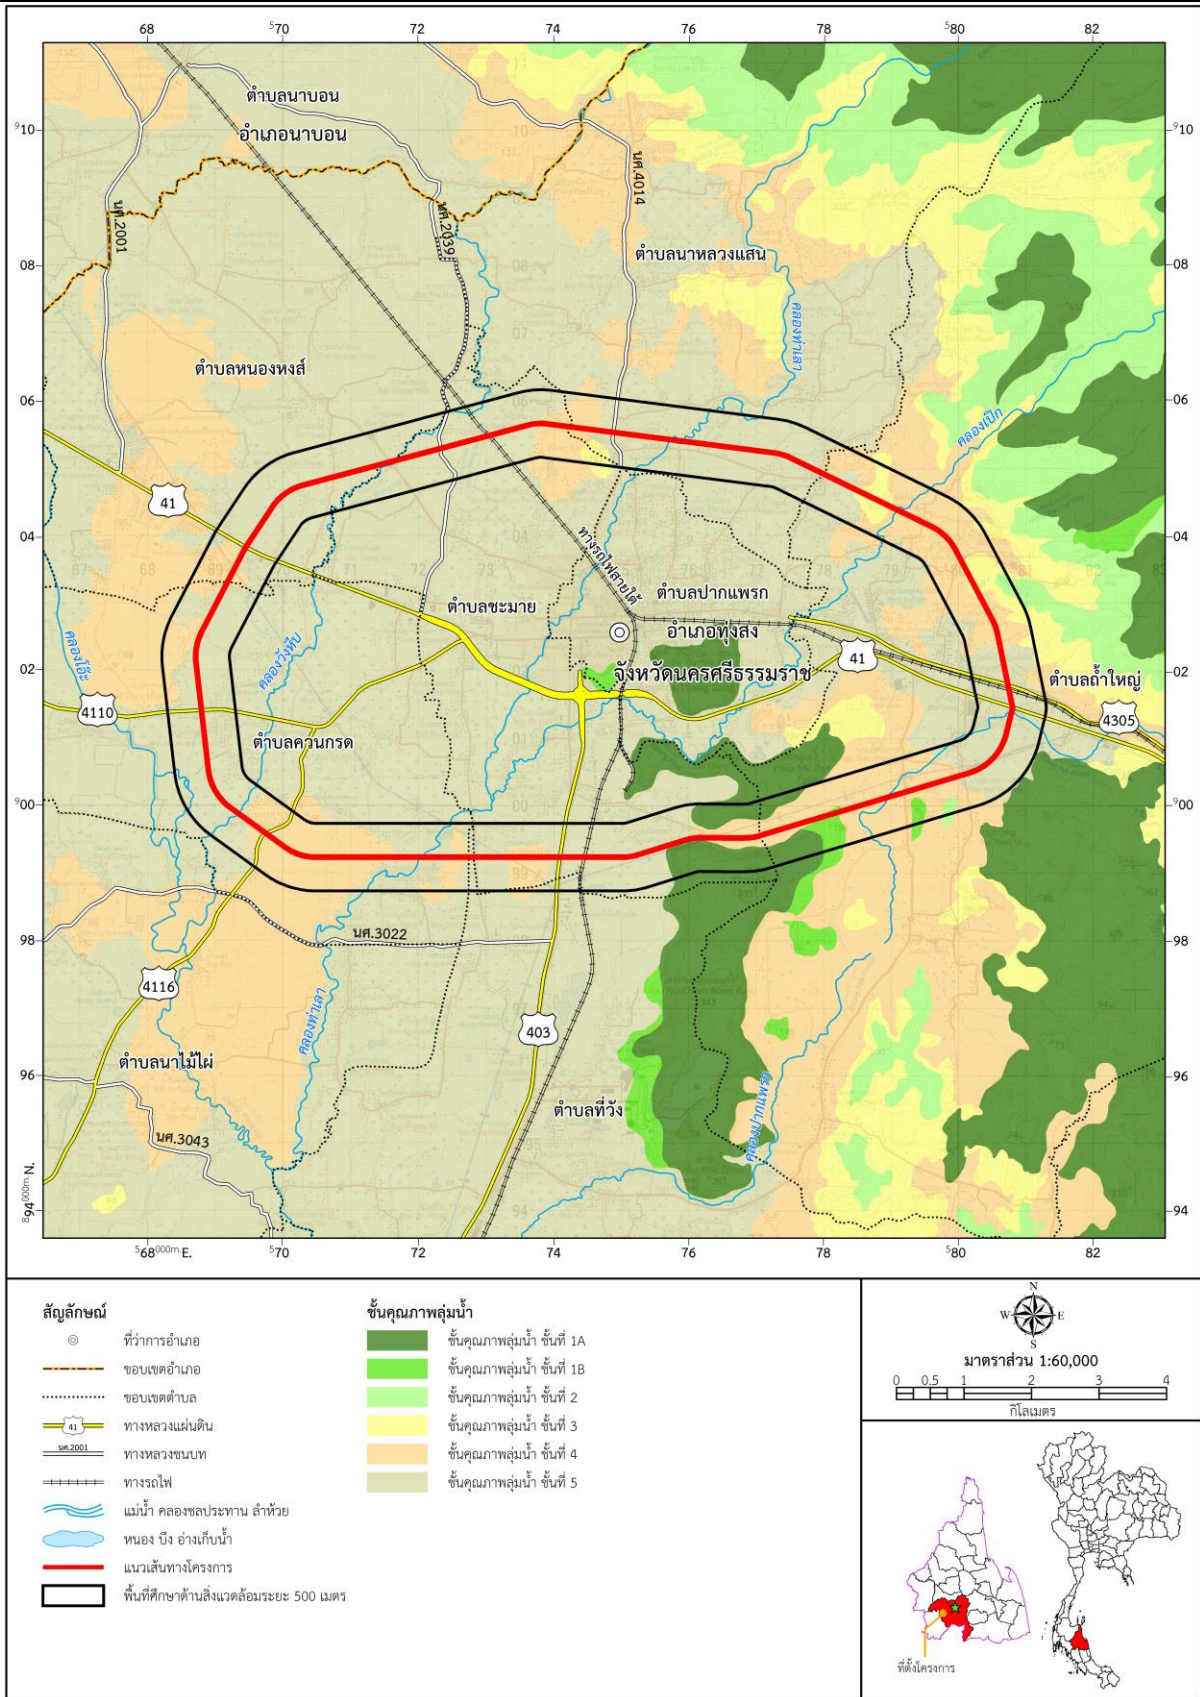 68
⁵70
72
74
76
78
⁵80
82
ตำบลนาบอน
อำเภอนาบอน
⁹10
⁹10
นศ.4014
นศ.2001
นศ.2039
ตำบลนาหลวงเสน
08
08
คลองท่าเลา
ตำบลหนองหงส์
06
06
คลองเป๊ก
41
04
04
ทางรถไฟสายใต้
ตำบลปากแพรก
ตำบลชะมาย
อำเภอทุ่งสง
คลองวังหีบ
คลองโอ๊ะ
02
จังหวัดนครศรีธรรมราช
41
02
ตำบลถ้ำใหญ่
4110
4305
ตำบลควนกรด
⁹00
⁹00
นศ.3022
98
98
4116
คลองท่าเลา
403
96
96
ตำบลนาไม้ไผ่
ตำบลที่วัง
คลองปากแพรก
นศ.3043
⁸94⁰⁰⁰ᵐ·N.
94
⁵68⁰⁰⁰ᵐ·E.
⁵70
72
74
76
78
⁵80
82
สัญลักษณ์
ที่ว่าการอำเภอ
ขอบเขตอำเภอ
ขอบเขตตำบล
41 ทางหลวงแผ่นดิน
นศ.2001 ทางหลวงชนบท
ทางรถไฟ
แม่น้ำ คลองชลประทาน ลำห้วย
หนอง บึง อ่างเก็บน้ำ
แนวเส้นทางโครงการ
พื้นที่ศึกษาด้านสิ่งแวดล้อมระยะ 500 เมตร
ชั้นคุณภาพลุ่มน้ำ
ชั้นคุณภาพลุ่มน้ำ ชั้นที่ 1A
ชั้นคุณภาพลุ่มน้ำ ชั้นที่ 1B
ชั้นคุณภาพลุ่มน้ำ ชั้นที่ 2
ชั้นคุณภาพลุ่มน้ำ ชั้นที่ 3
ชั้นคุณภาพลุ่มน้ำ ชั้นที่ 4
ชั้นคุณภาพลุ่มน้ำ ชั้นที่ 5
N
W E
S
มาตราส่วน 1:60,000
0 0.5 1 2 3 4
กิโลเมตร
ที่ตั้งโครงการ